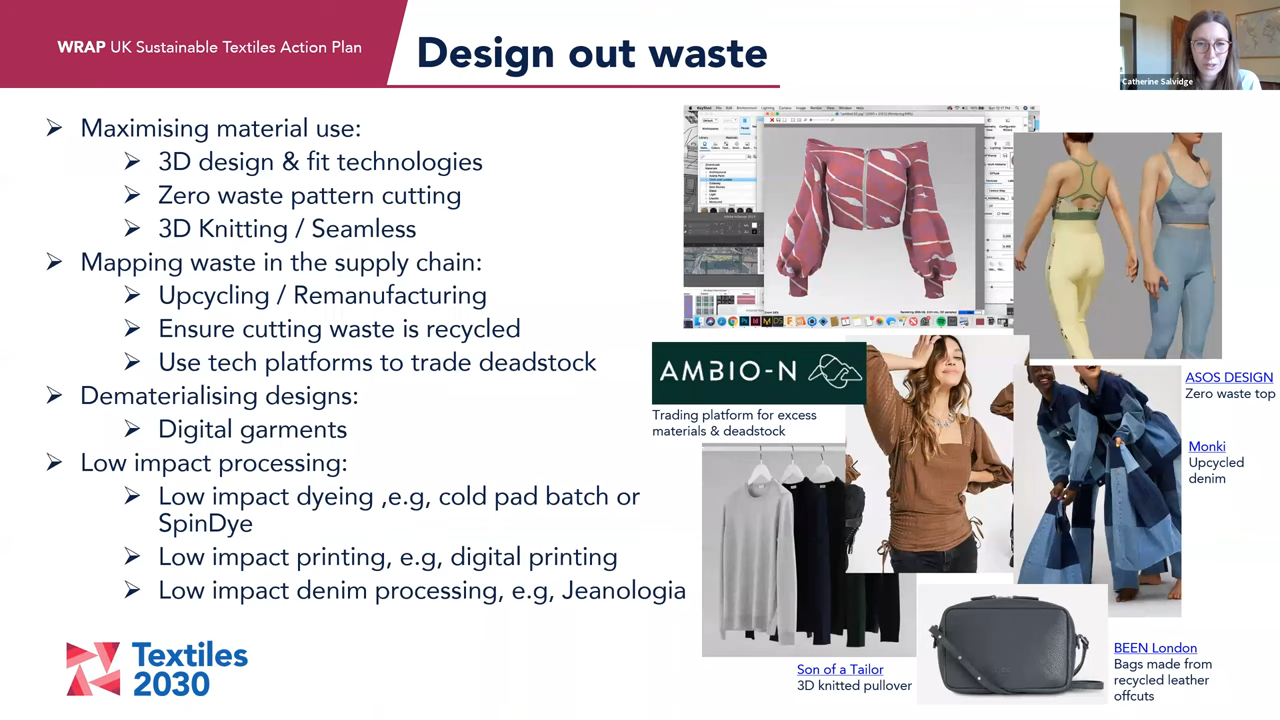 WRAP UK Sustainable Textiles Action Plan
Design out waste
Catherine Salvidge
➤ Maximising material use:
➤ 3D design & fit technologies
➤ Zero waste pattern cutting
➤ 3D Knitting / Seamless
➤ Mapping waste in the supply chain:
➤ Upcycling / Remanufacturing
➤ Ensure cutting waste is recycled
➤ Use tech platforms to trade deadstock
➤ Dematerialising designs:
➤ Digital garments
➤ Low impact processing:
➤ Low impact dyeing ,e.g, cold pad batch or
SpinDye
➤ Low impact printing, e.g, digital printing
➤ Low impact denim processing, e.g, Jeanologia
AMBIO-N
Trading platform for excess
materials & deadstock
ASOS DESIGN
Zero waste top
Monki
Upcycled
denim
Son of a Tailor
3D knitted pullover
BEEN London
Bags made from
recycled leather
offcuts
Textiles
2030